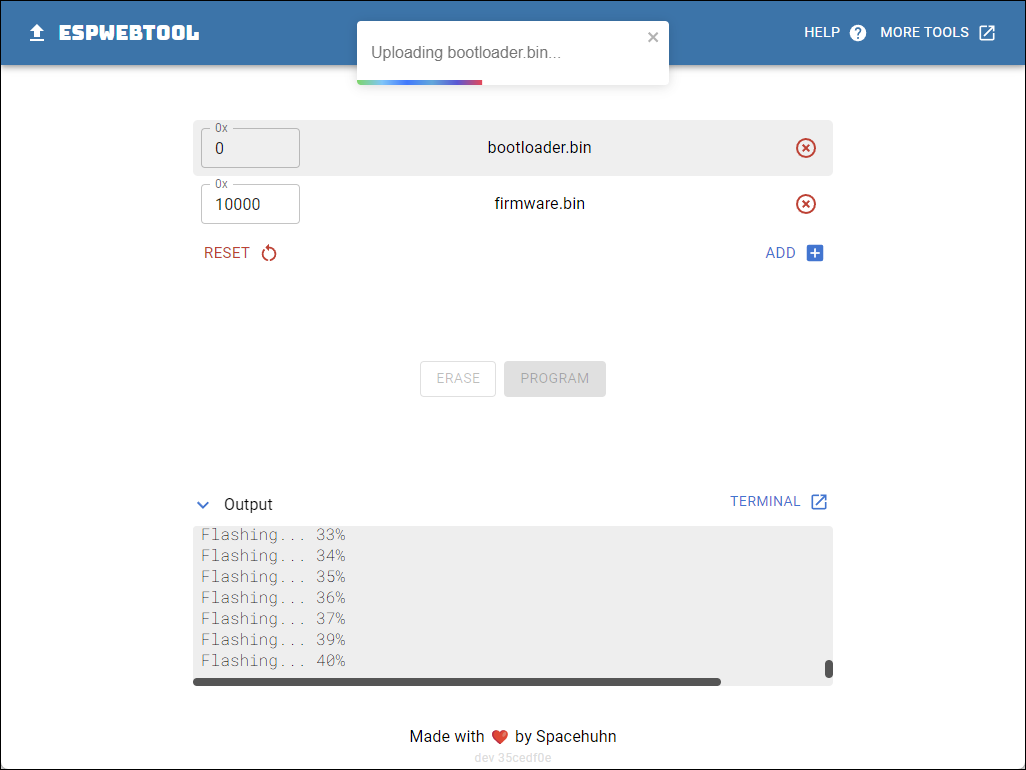 ESPWEBTOOL
HELP
MORE TOOLS
Uploading bootloader.bin...
0x
0
bootloader.bin
0x
10000
firmware.bin
RESET
ADD
ERASE
PROGRAM
Output
TERMINAL
Flashing... 33%
Flashing... 34%
Flashing... 35%
Flashing... 36%
Flashing... 37%
Flashing... 39%
Flashing... 40%
Made with ❤️ by Spacehuhn
dev 35cedf0e